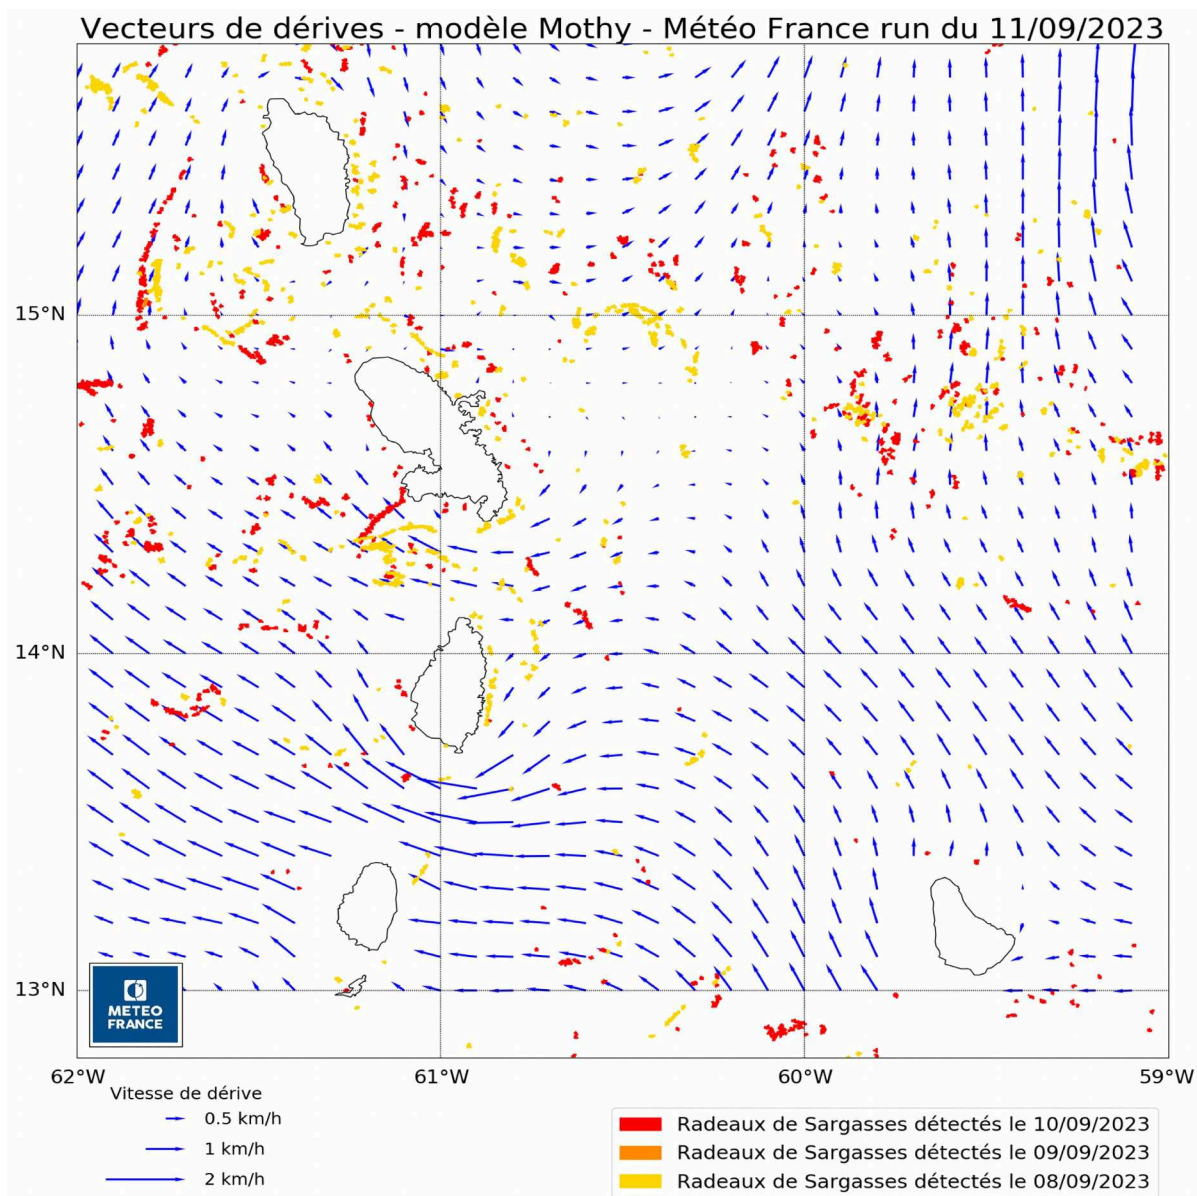 Vecteurs de dérives - modèle Mothy - Météo France run du 11/09/2023
15°N
14°N
13°N
METEO
FRANCE
62°W
61°W
60°W
59°W
Vitesse de dérive
0.5 km/h
1 km/h
2 km/h
Radeaux de Sargasses détectés le 10/09/2023
Radeaux de Sargasses détectés le 09/09/2023
Radeaux de Sargasses détectés le 08/09/2023